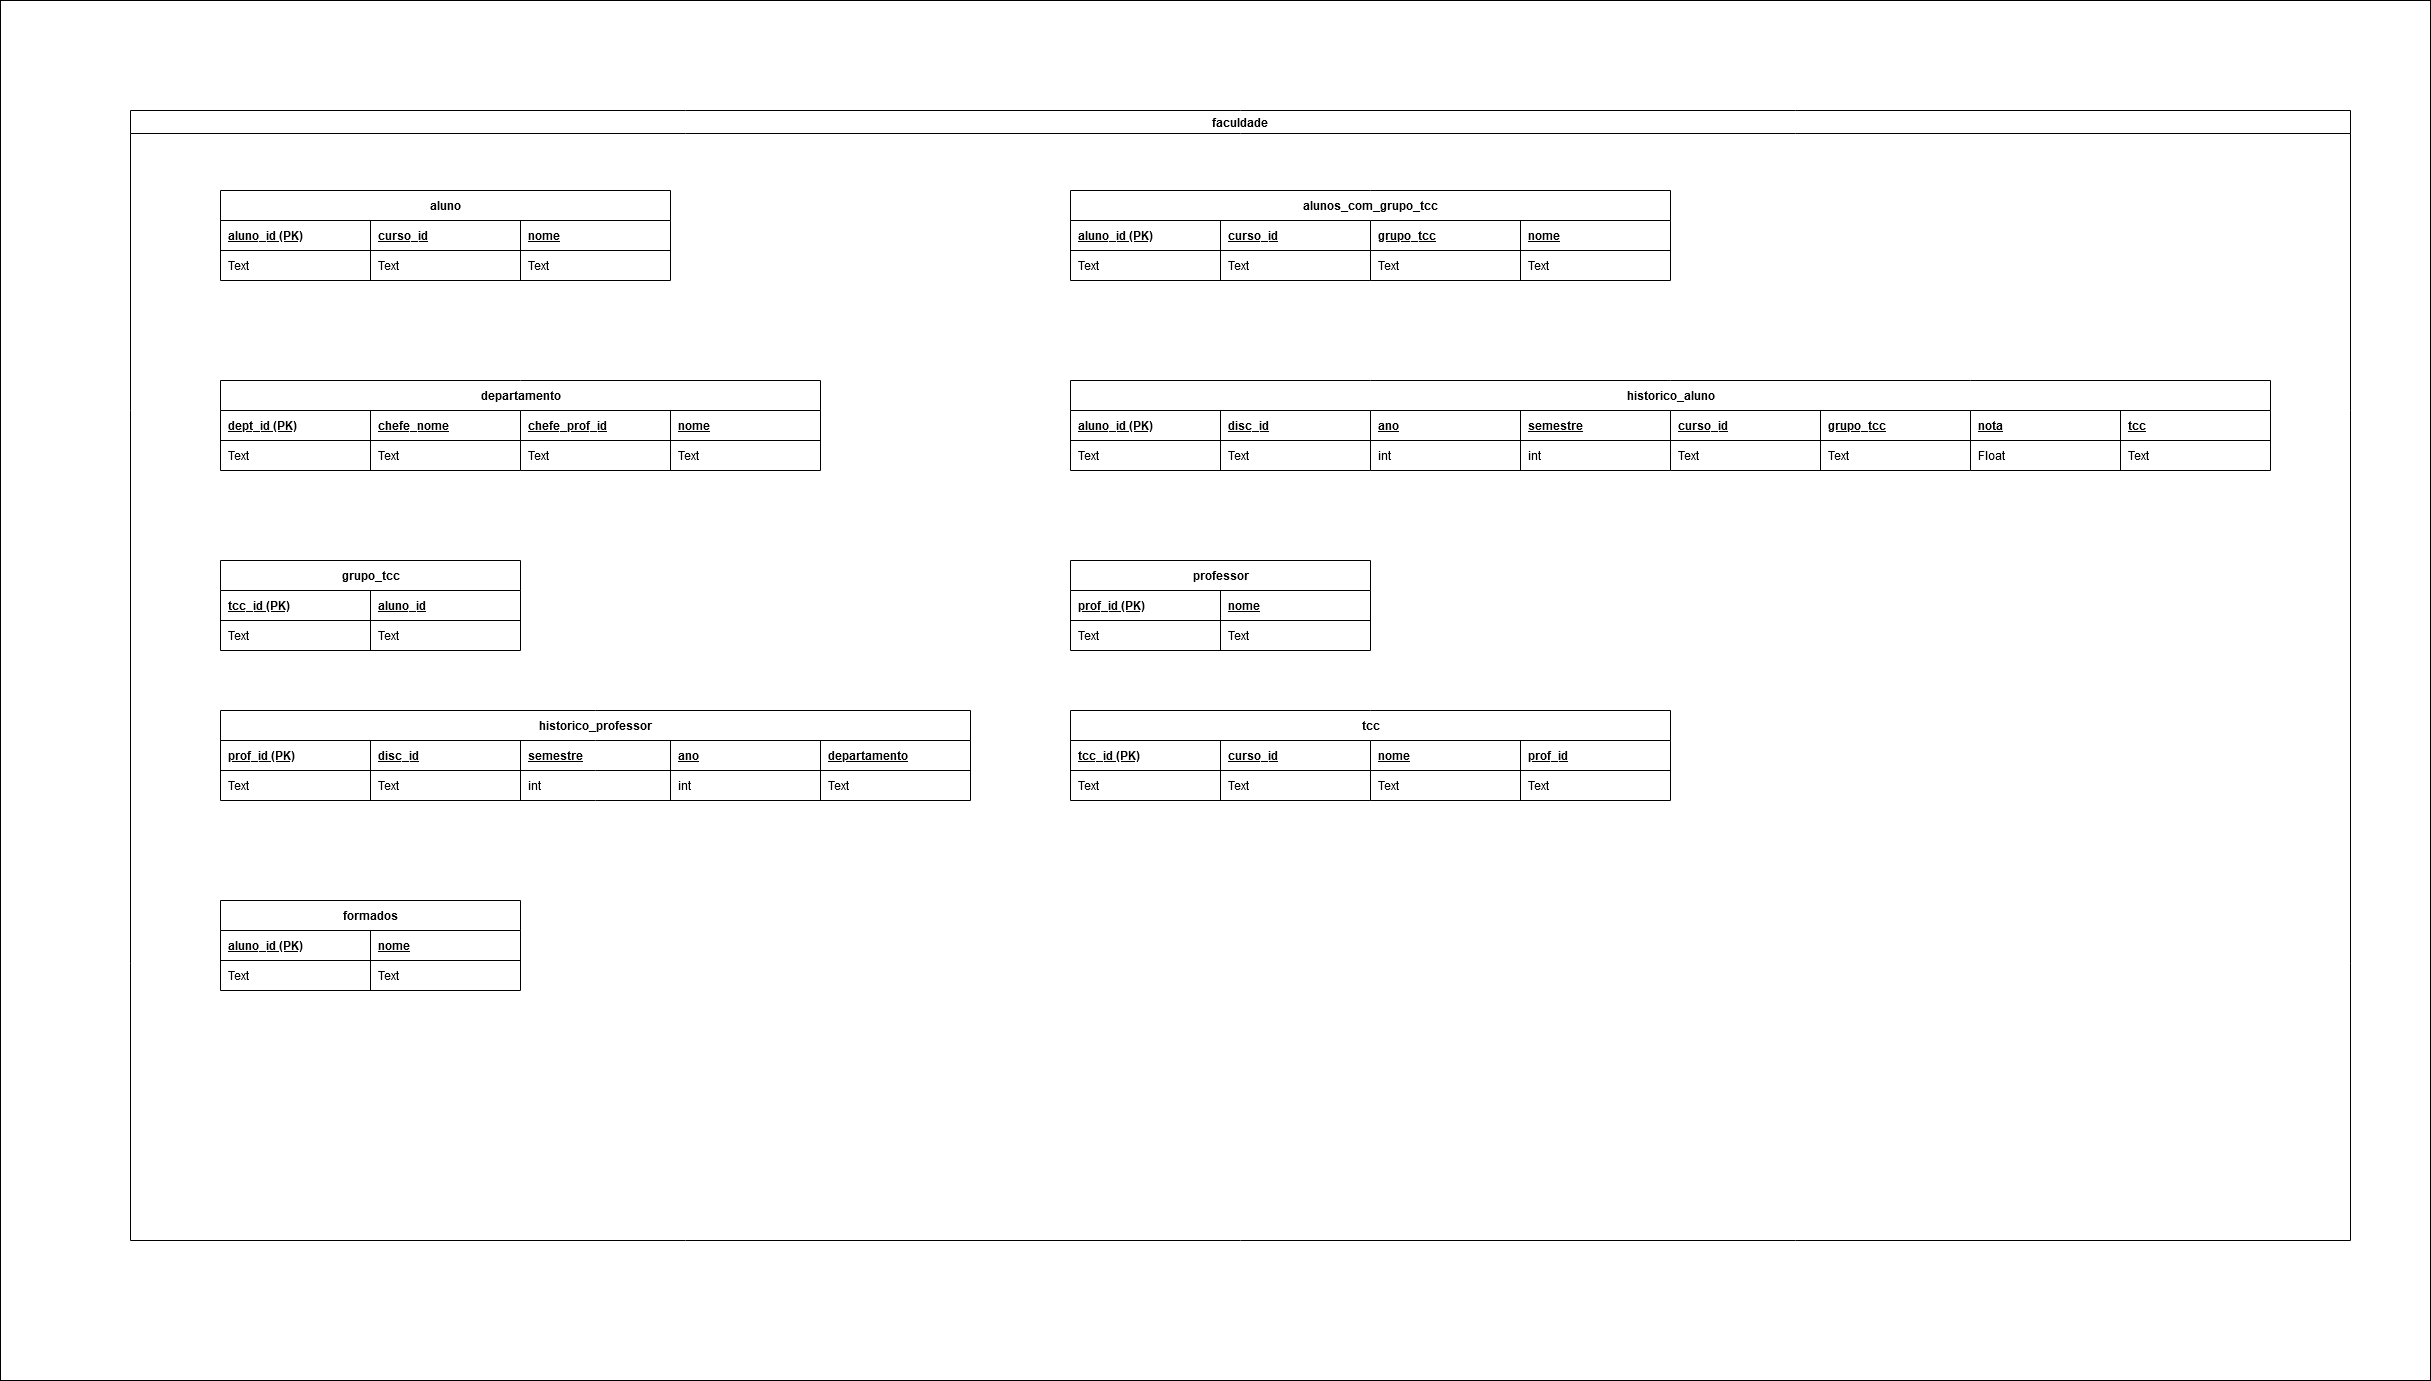 faculdade
aluno
aluno_id (PK) curso_id nome
Text Text Text
alunos_com_grupo_tcc
aluno_id (PK) curso_id grupo_tcc nome
Text Text Text Text
departamento
dept_id (PK) chefe_nome chefe_prof_id nome
Text Text Text Text
historico_aluno
aluno_id (PK) disc_id ano semestre curso_id grupo_tcc nota tcc
Text Text int int Text Text Float Text
grupo_tcc
tcc_id (PK) aluno_id
Text Text
professor
prof_id (PK) nome
Text Text
historico_professor
prof_id (PK) disc_id semestre ano departamento
Text Text int int Text
tcc
tcc_id (PK) curso_id nome prof_id
Text Text Text Text
formados
aluno_id (PK) nome
Text Text